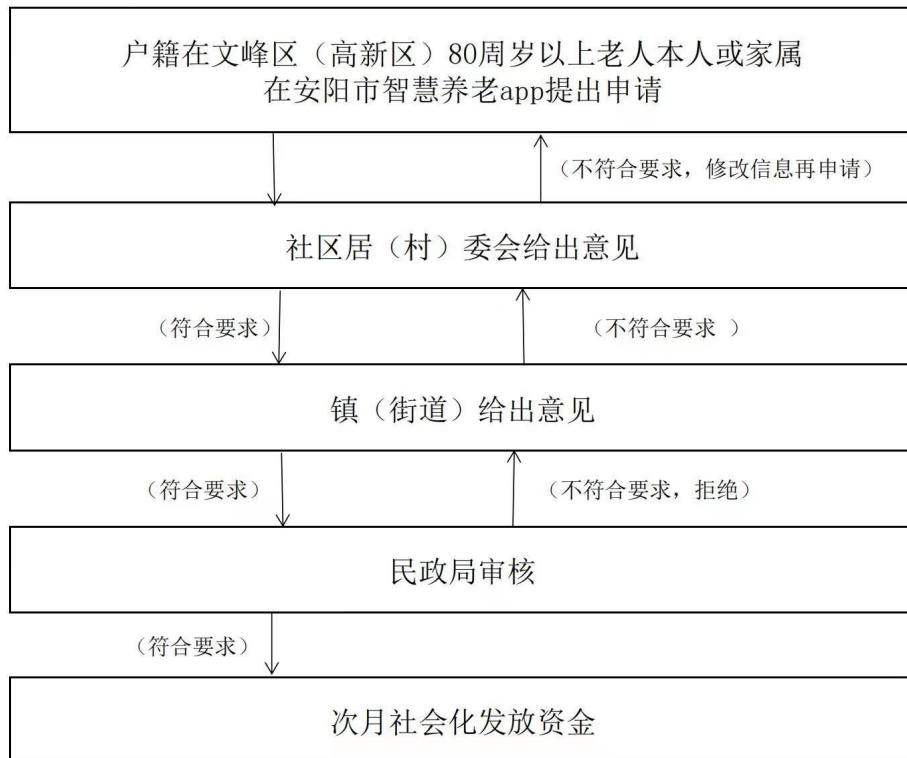 户籍在文峰区（高新区）80周岁以上老人本人或家属
在安阳市智慧养老app提出申请
（不符合要求，修改信息再申请）
社区居（村）委会给出意见
（符合要求）
（不符合要求 ）
镇（街道）给出意见
（符合要求）
（不符合要求，拒绝）
民政局审核
（符合要求）
次月社会化发放资金